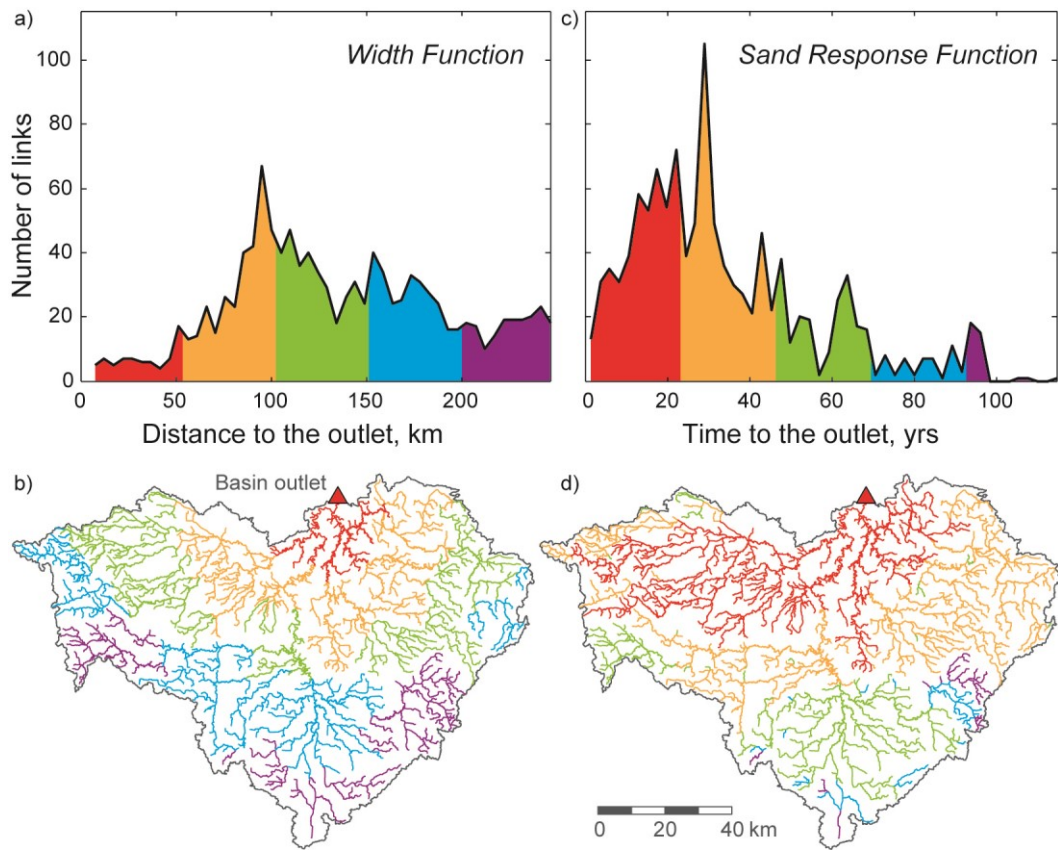 a)
Width Function
Number of links
100
80
60
40
20
0
0 50 100 150 200
Distance to the outlet, km
c)
Sand Response Function
0 20 40 60 80 100
Time to the outlet, yrs
b)
Basin outlet
d)
0 20 40 km